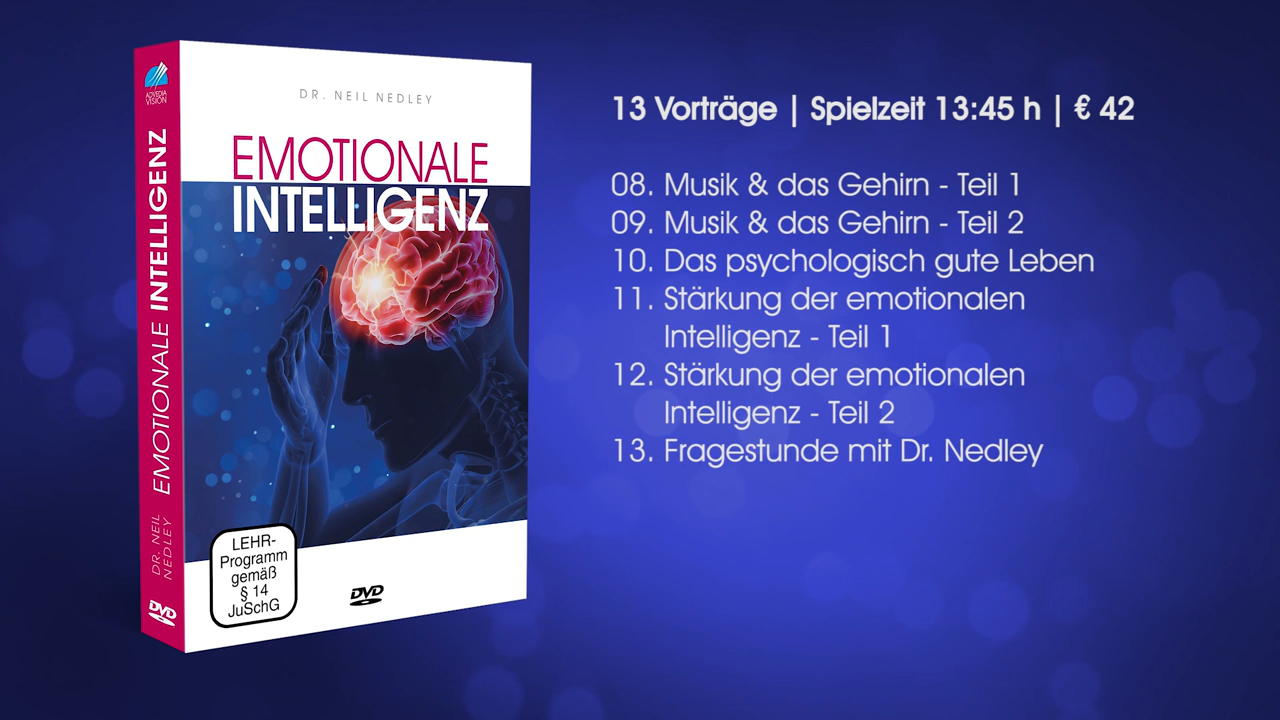 ADVEDIA
VISION
EMOTIONALE INTELLIGENZ
DR. NEIL
NEDLEY
DVD
DR. NEIL NEDLEY
EMOTIONALE
INTELLIGENZ
LEHR-
Programm
gemäß
§ 14
JuSchG
DVD
13 Vorträge | Spielzeit 13:45 h | € 42
08. Musik & das Gehirn - Teil 1
09. Musik & das Gehirn - Teil 2
10. Das psychologisch gute Leben
11. Stärkung der emotionalen
Intelligenz - Teil 1
12. Stärkung der emotionalen
Intelligenz - Teil 2
13. Fragestunde mit Dr. Nedley